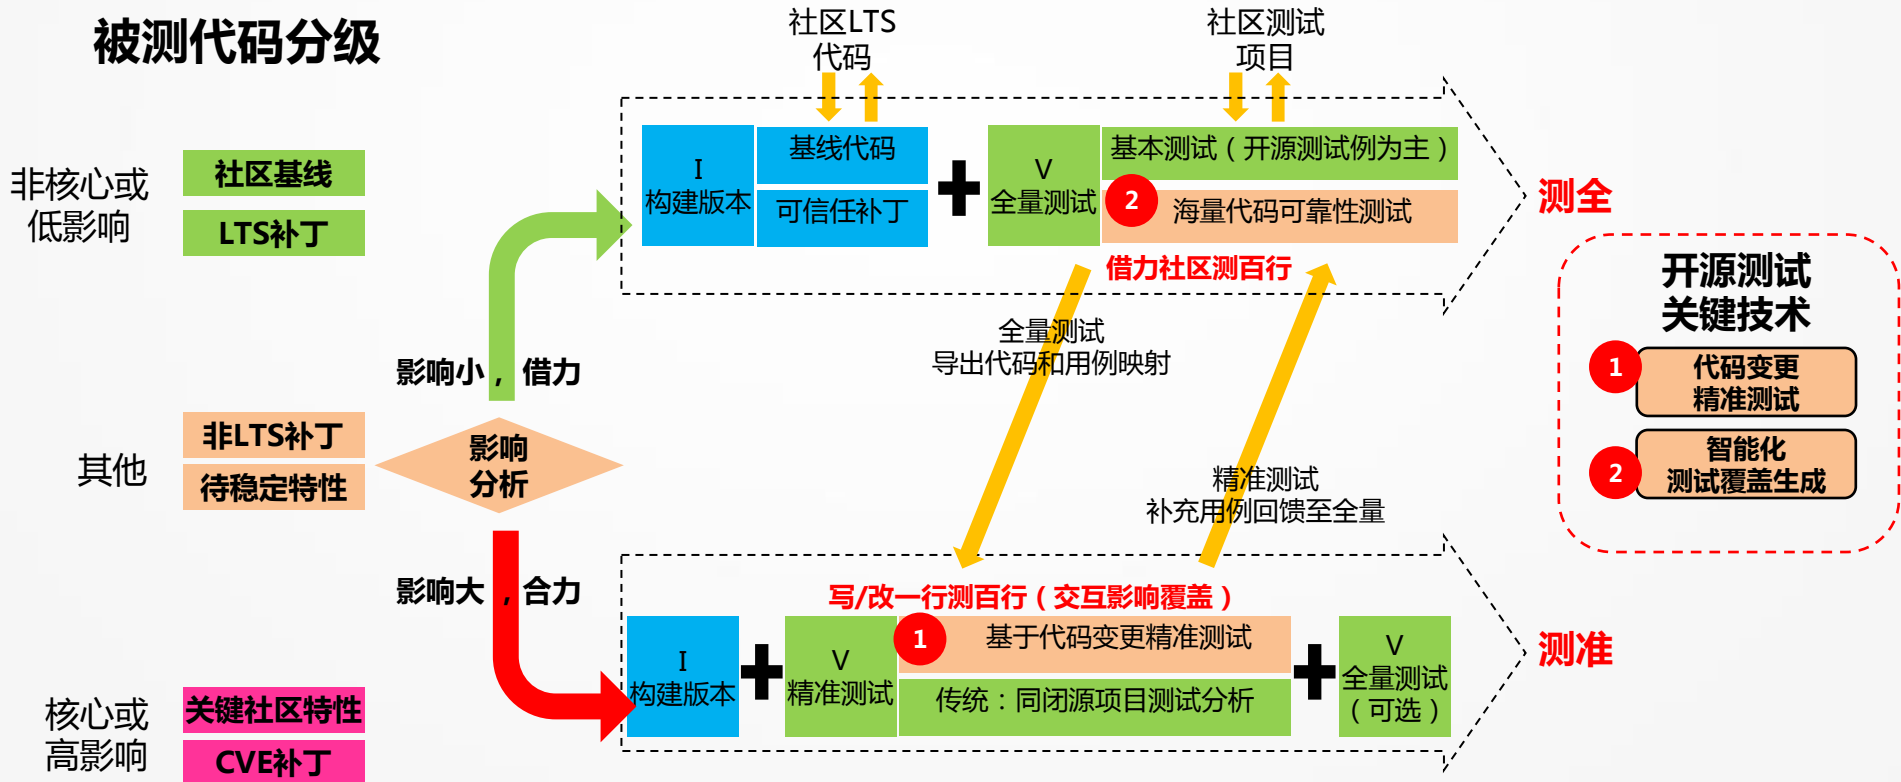 被测代码分级
社区LTS
代码
社区测试
项目
非核心或
低影响
社区基线
LTS补丁
I
构建版本
基线代码
可信任补丁
V
全量测试
基本测试（开源测试例为主）
2
海量代码可靠性测试
借力社区测百行
测全
开源测试
关键技术
1
代码变更
精准测试
2
智能化
测试覆盖生成
影响小，借力
全量测试
导出代码和用例映射
其他
非LTS补丁
待稳定特性
影响
分析
精准测试
补充用例回馈至全量
影响大，合力
写/改一行测百行（交互影响覆盖）
I
构建版本
V
精准测试
1
基于代码变更精准测试
传统：同闭源项目测试分析
V
全量测试
（可选）
测准
核心或
高影响
关键社区特性
CVE补丁